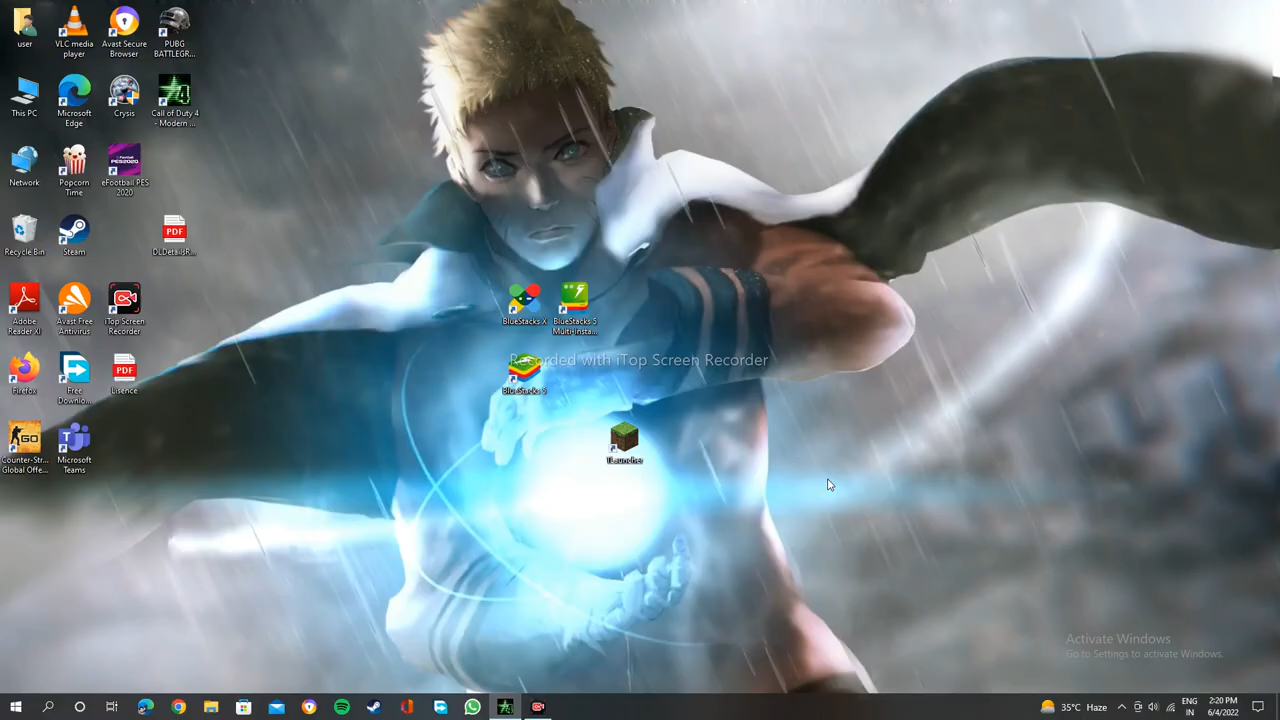 user
VLC media
player
Avast Secure
Browser
PUBG
BATTLEGR...
This PC
Microsoft
Edge
Crysis
Call of Duty 4
- Modern ...
Network
Popcorn
Time
eFootball PES
2020
Recycle Bin
Steam
PDF
DLDetailsR...
Adobe
Reader XI
Avast Free
Antivirus
iTop Screen
Recorder
BlueStacks X
BlueStacks 5
Multi-Insta...
Recorded with iTop Screen Recorder
Firefox
Free
Downlo...
PDF
Lisence
BlueStacks 5
GO
Counter-Str...
Global Offe...
Microsoft
Teams
TLauncher
Activate Windows
Go to Settings to activate Windows.
35°C Haze
ENG
IN
2:20 PM
6/4/2022